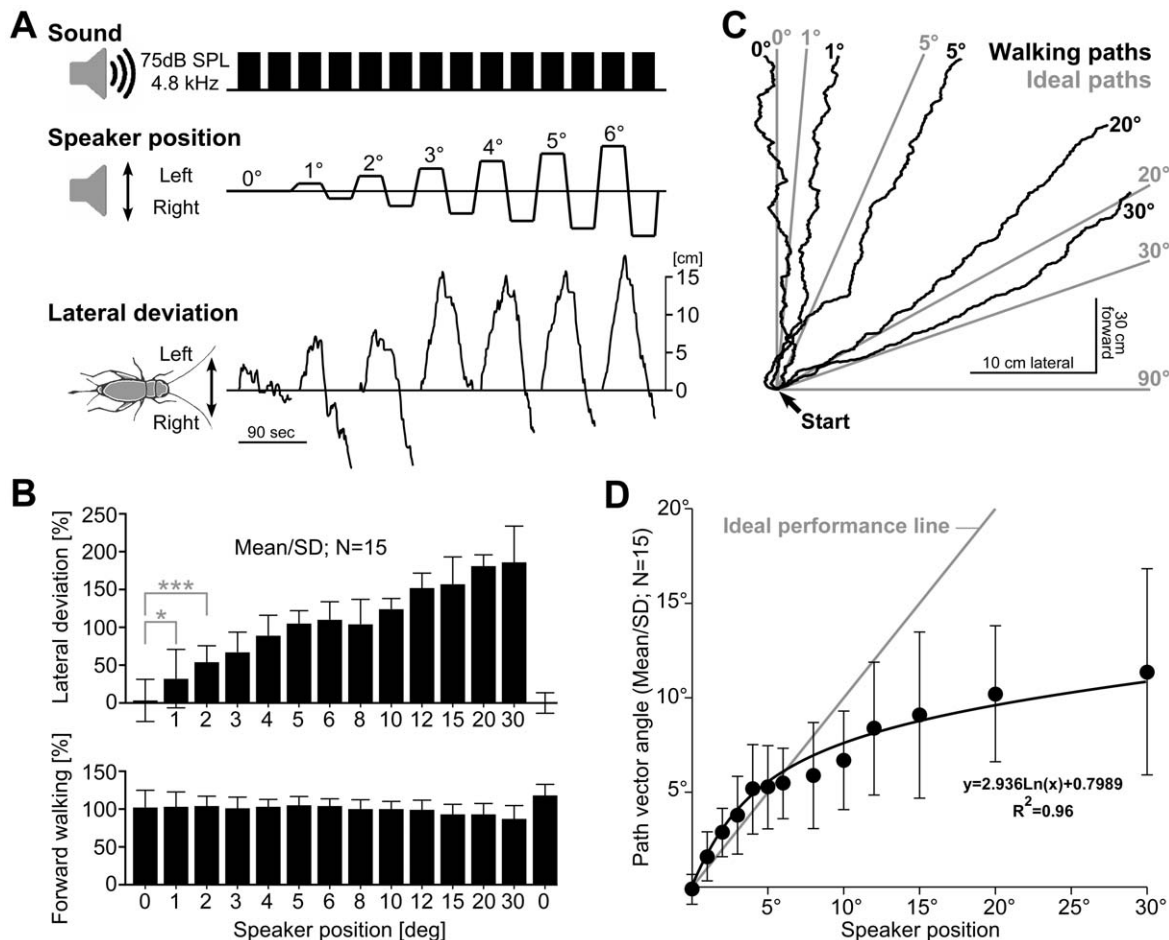 A
Sound
75dB SPL
4.8 kHz
Speaker position
Left
Right
0° 1° 2° 3° 4° 5° 6°
Lateral deviation
Left
Right
90 sec
[cm]
15
10
5
0
C
0° 0° 1° 1° 5° 5°
Walking paths
Ideal paths
20°
20°
30°
30°
90°
30 cm
forward
10 cm lateral
Start
B
Lateral deviation [%]
250
200
150
100
50
0
Mean/SD; N=15
***
*
1 2 3 4 5 6 8 10 12 15 20 30 0
Forward walking [%]
150
100
50
0
0 1 2 3 4 5 6 8 10 12 15 20 30 0
Speaker position [deg]
D
Path vector angle (Mean/SD; N=15)
20°
15°
10°
5°
Ideal performance line
y=2.936Ln(x)+0.7989
R²=0.96
5° 10° 15° 20° 25° 30°
Speaker position